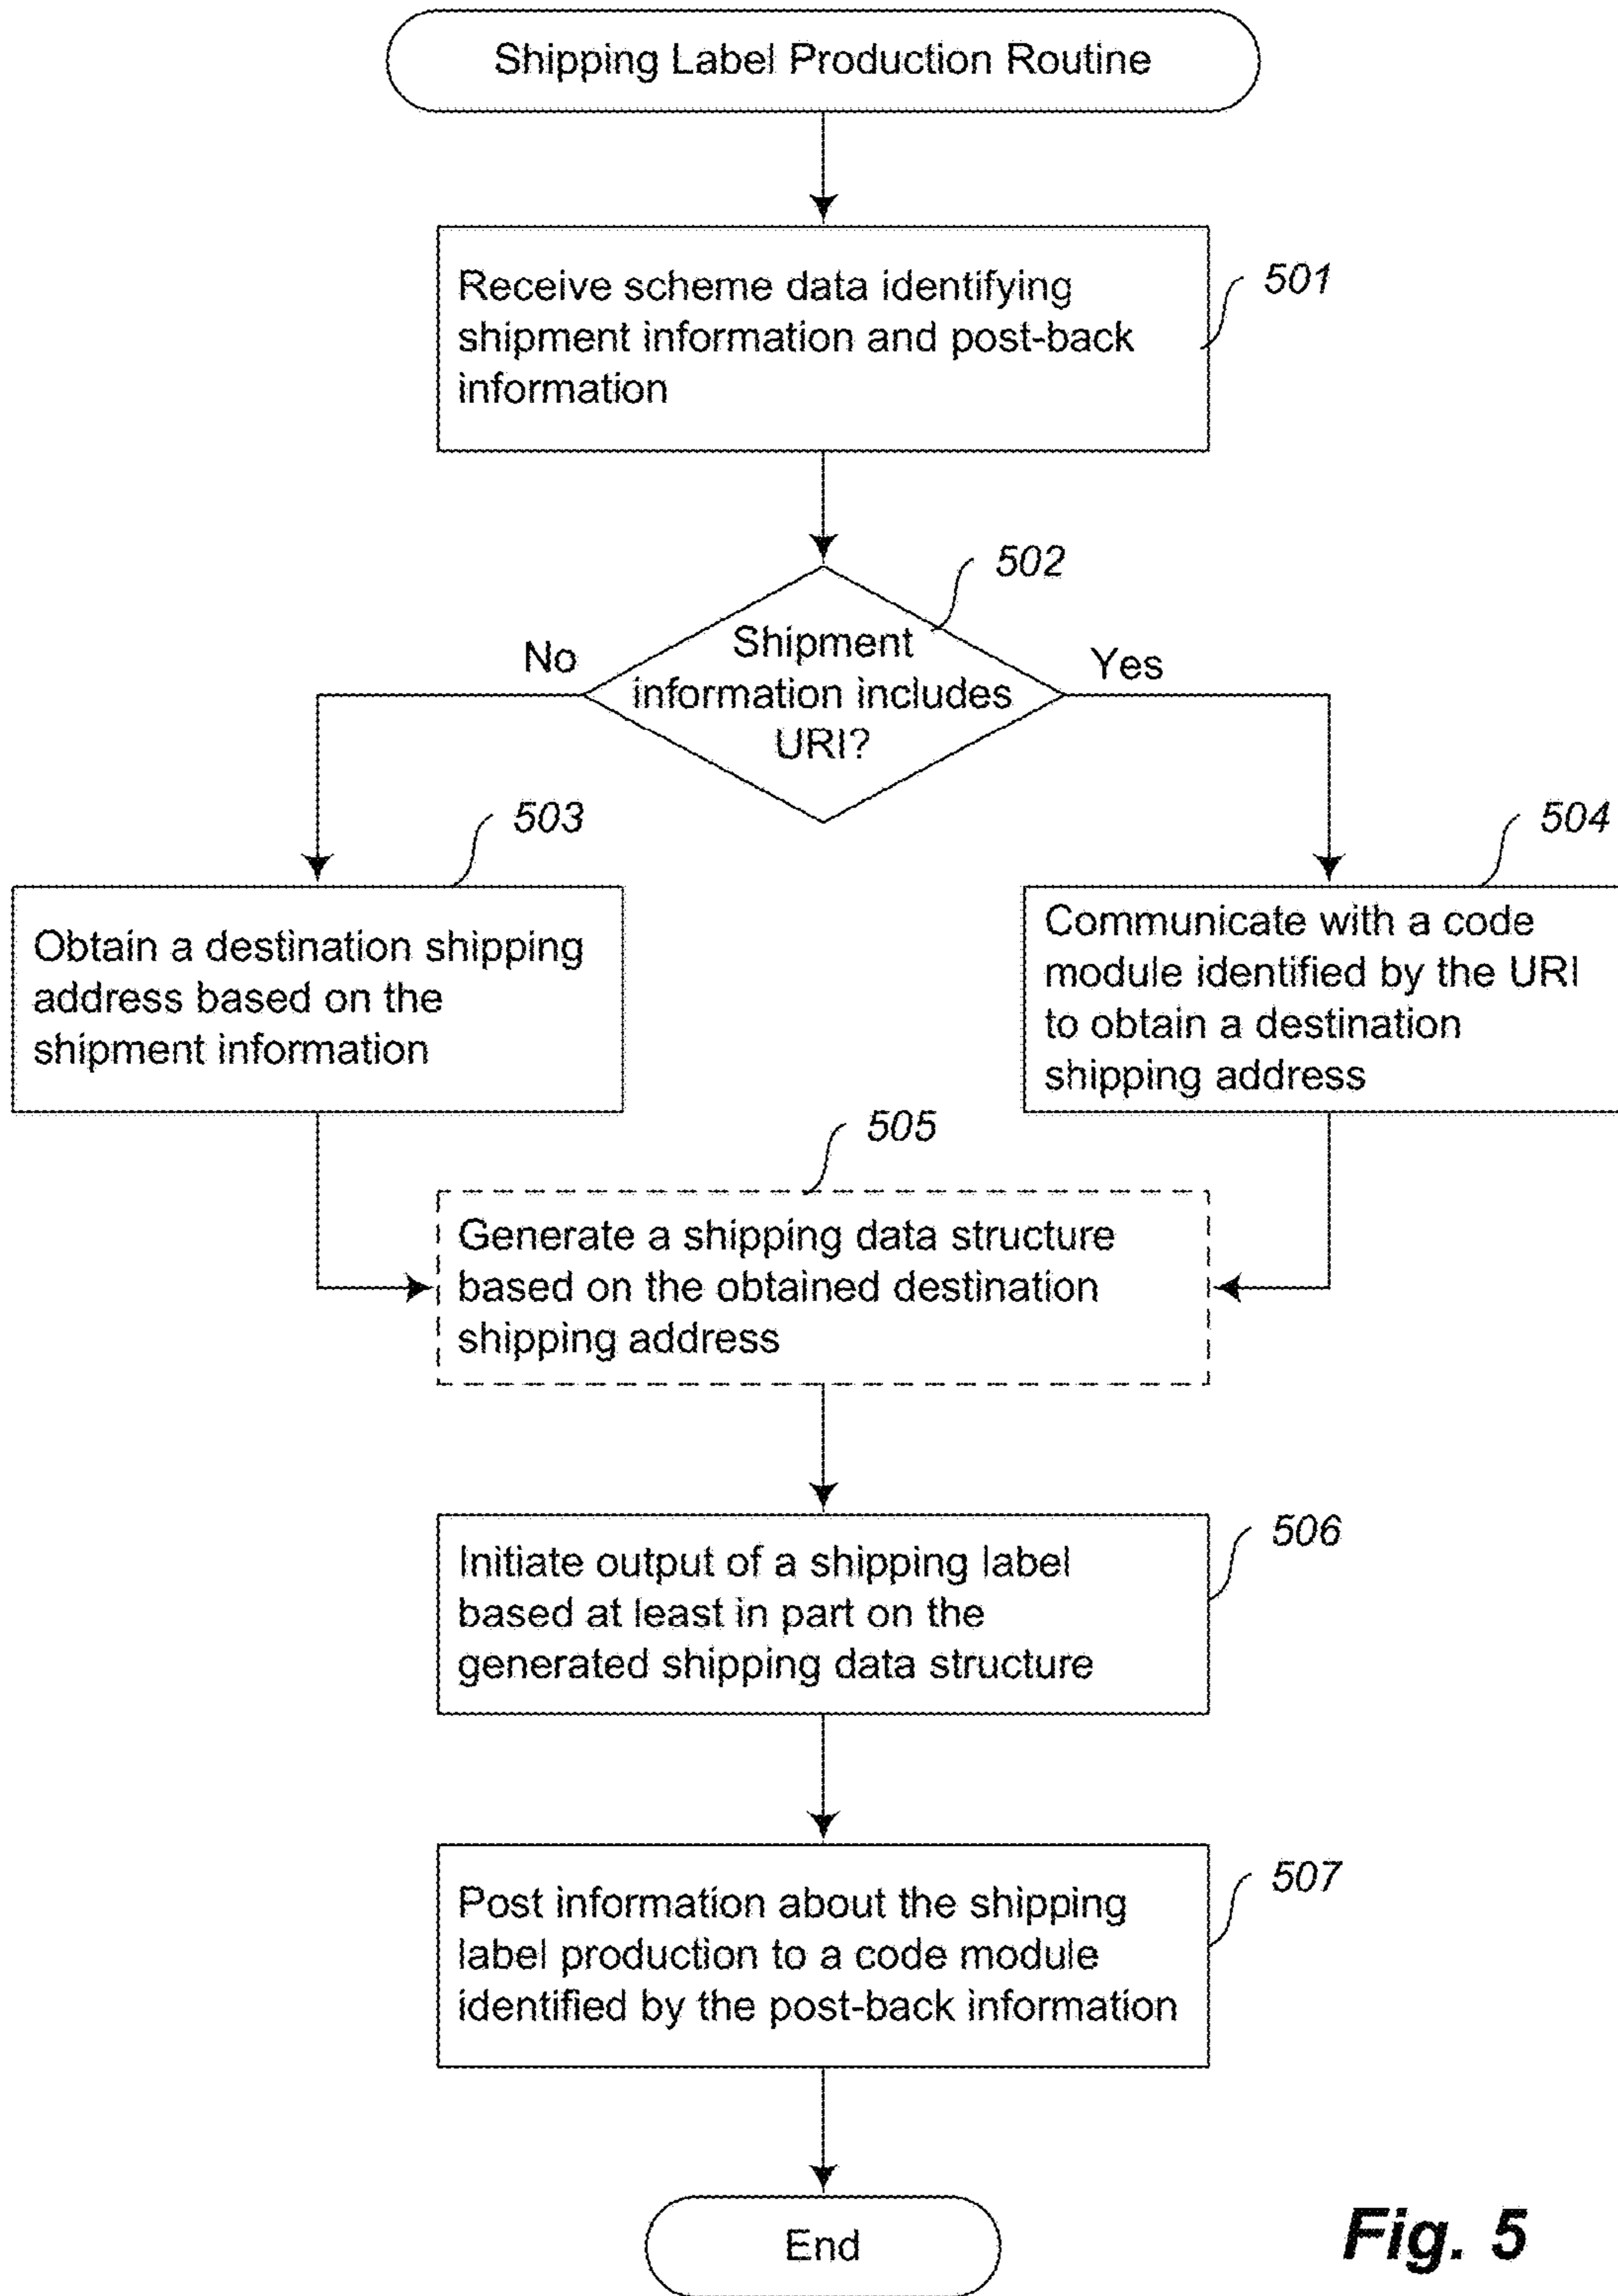 Shipping Label Production Routine
Receive scheme data identifying
shipment information and post-back
information
501
502
No
Shipment
information includes
URI?
Yes
503
504
Obtain a destination shipping
address based on the
shipment information
Communicate with a code
module identified by the URI
to obtain a destination
shipping address
505
Generate a shipping data structure
based on the obtained destination
shipping address
506
Initiate output of a shipping label
based at least in part on the
generated shipping data structure
507
Post information about the shipping
label production to a code module
identified by the post-back information
End
Fig. 5